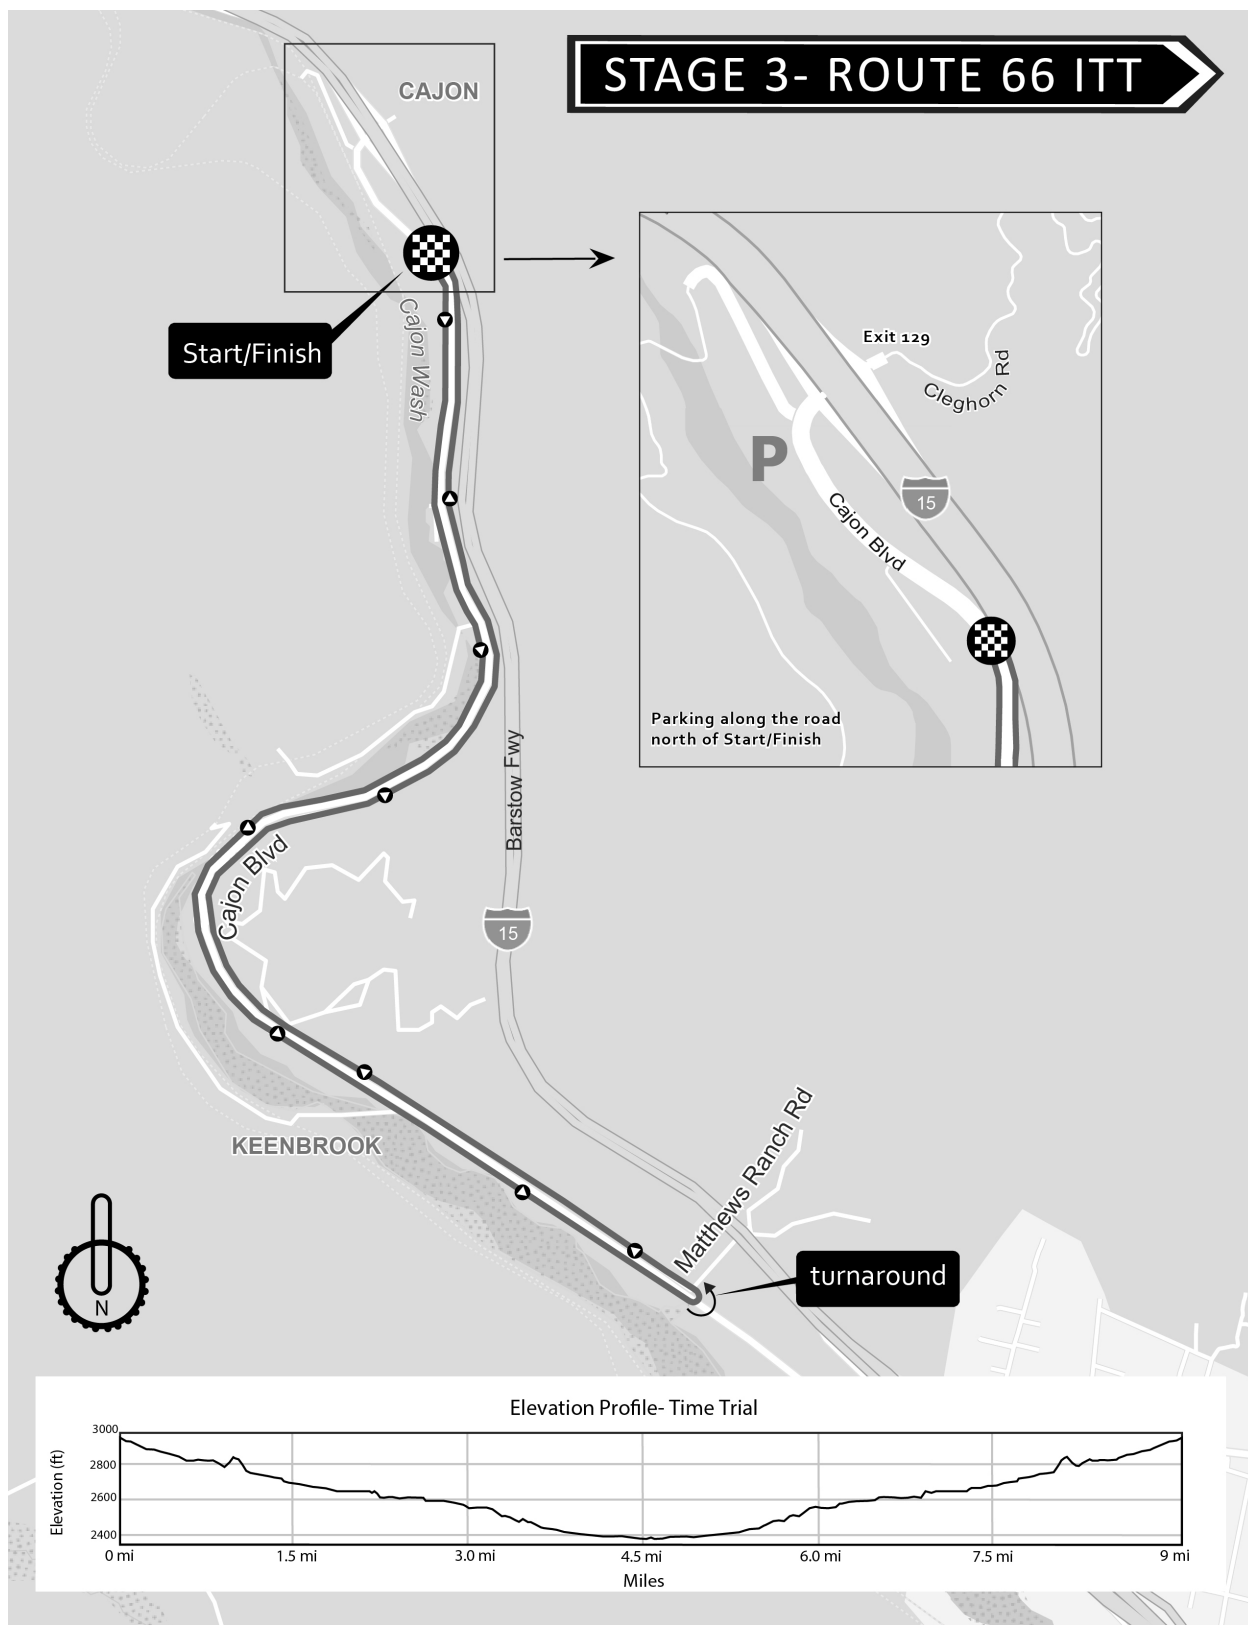 STAGE 3- ROUTE 66 ITT
CAJON
Start/Finish
Cajon Wash
Exit 129
Cleghorn Rd
P
15
Cajon Blvd
Parking along the road
north of Start/Finish
Barstow Fwy
Cajon Blvd
15
KEENBROOK
Matthews Ranch Rd
turnaround
N
Elevation Profile- Time Trial
Elevation (ft)
3000
2800
2600
2400
0 mi 1.5 mi 3.0 mi 4.5 mi 6.0 mi 7.5 mi 9 mi
Miles